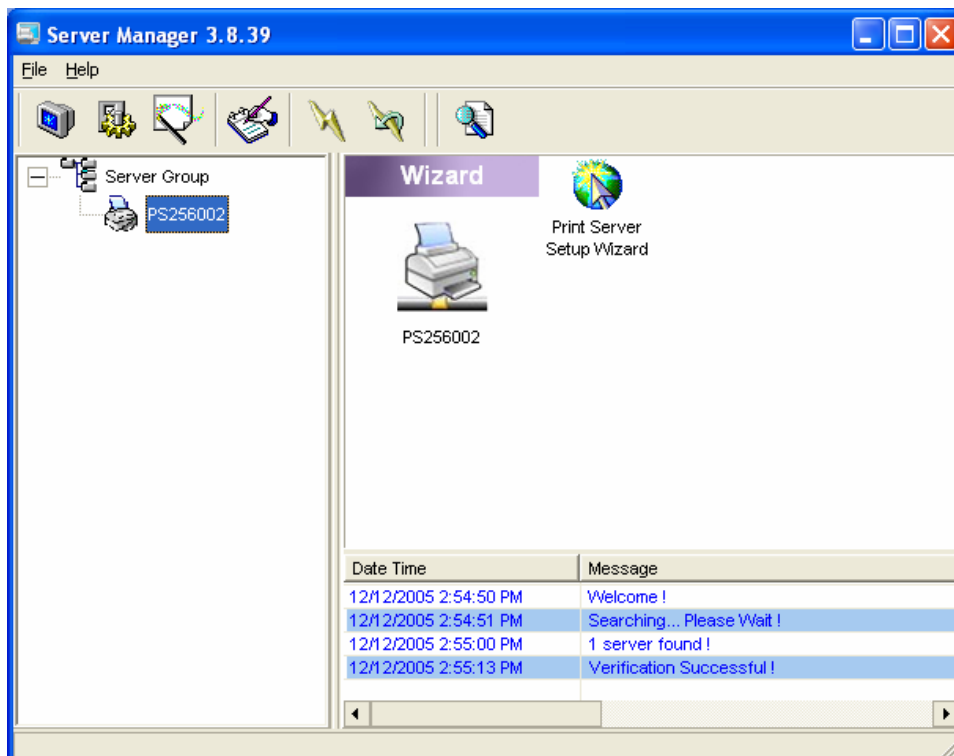 Server Manager 3.8.39
File Help
Server Group
PS256002
Wizard
Print Server
Setup Wizard
PS256002
Date Time Message
12/12/2005 2:54:50 PM Welcome !
12/12/2005 2:54:51 PM Searching... Please Wait !
12/12/2005 2:55:00 PM 1 server found !
12/12/2005 2:55:13 PM Verification Successful !